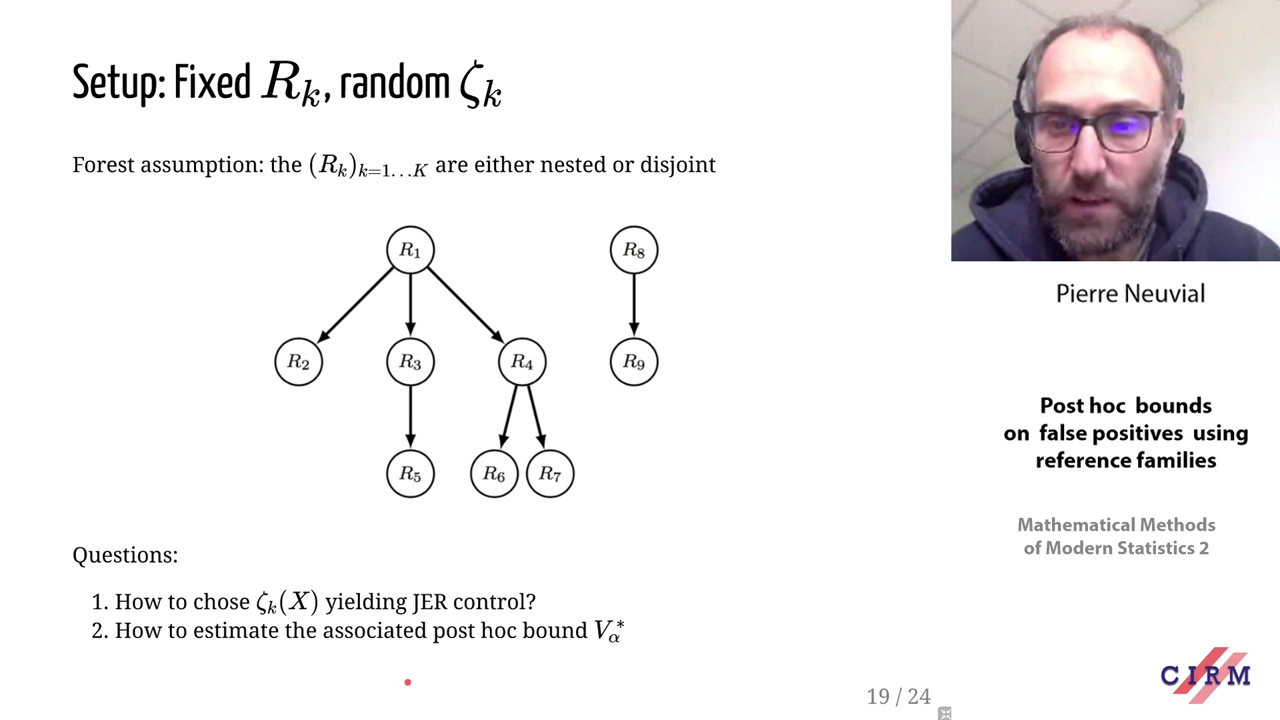 Setup: Fixed R_k, random ζ_k
Forest assumption: the (R_k)_{k=1…K} are either nested or disjoint
R_1
R_8
R_2
R_3
R_4
R_9
R_5
R_6
R_7
Questions:
1. How to chose ζ_k(X) yielding JER control?
2. How to estimate the associated post hoc bound V_α^*
19 / 24
Pierre Neuvial
Post hoc bounds
on false positives using
reference families
Mathematical Methods
of Modern Statistics 2
CIRM